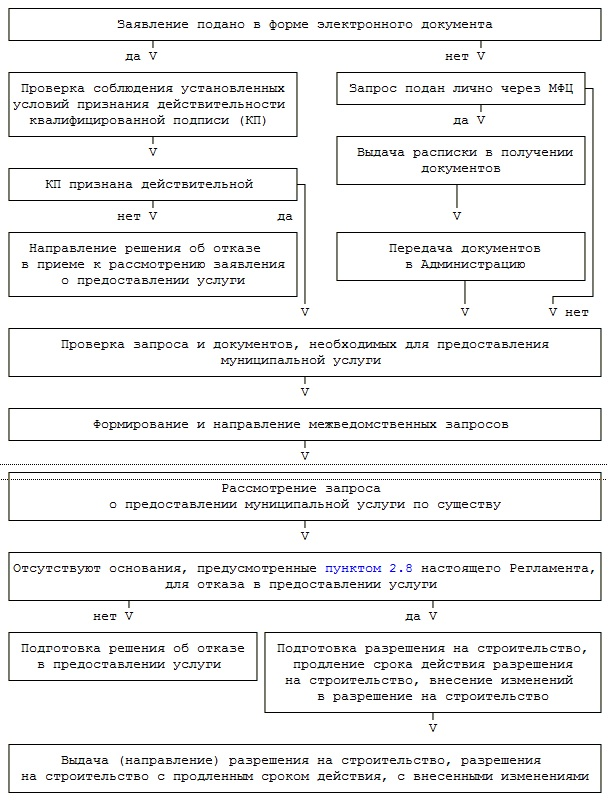 Заявление подано в форме электронного документа
да V
нет V
Проверка соблюдения установленных
условий признания действительности
квалифицированной подписи (КП)
V
Запрос подан лично через МФЦ
да V
Выдача расписки в получении
документов
V
КП признана действительной
нет V
да
Направление решения об отказе
в приеме к рассмотрению заявления
о предоставлении услуги
Передача документов
в Администрацию
V
V
V нет
Проверка запроса и документов, необходимых для предоставления
муниципальной услуги
V
Формирование и направление межведомственных запросов
V
Рассмотрение запроса
о предоставлении муниципальной услуги по существу
V
Отсутствуют основания, предусмотренные пунктом 2.8 настоящего Регламента,
для отказа в предоставлении услуги
нет V
да V
Подготовка решения об отказе
в предоставлении услуги
Подготовка разрешения на строительство,
продление срока действия разрешения
на строительство, внесение изменений
в разрешение на строительство
V
Выдача (направление) разрешения на строительство, разрешения
на строительство с продленным сроком действия, с внесенными изменениями